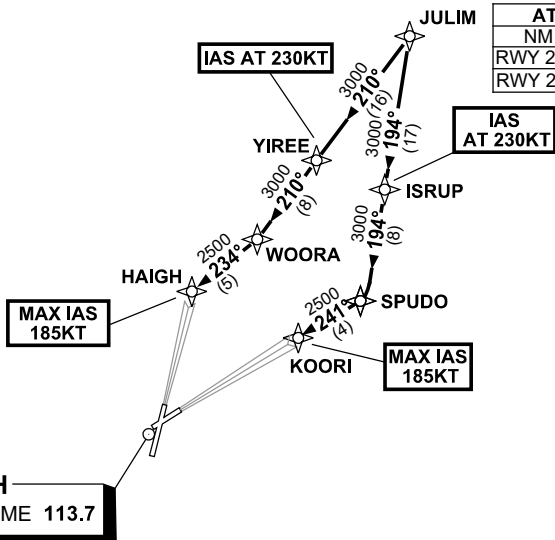 JULIM
AT
NM
RWY 2
RWY 2
IAS AT 230KT
3000
210°
(16)
3000
194°
(17)
IAS
AT 230KT
YIREE
ISRUP
3000
210°
(8)
3000
194°
(8)
WOORA
2500
234°
(5)
HAIGH
SPUDO
MAX IAS
185KT
2500
241°
(4)
KOORI
MAX IAS
185KT
H
ME 113.7